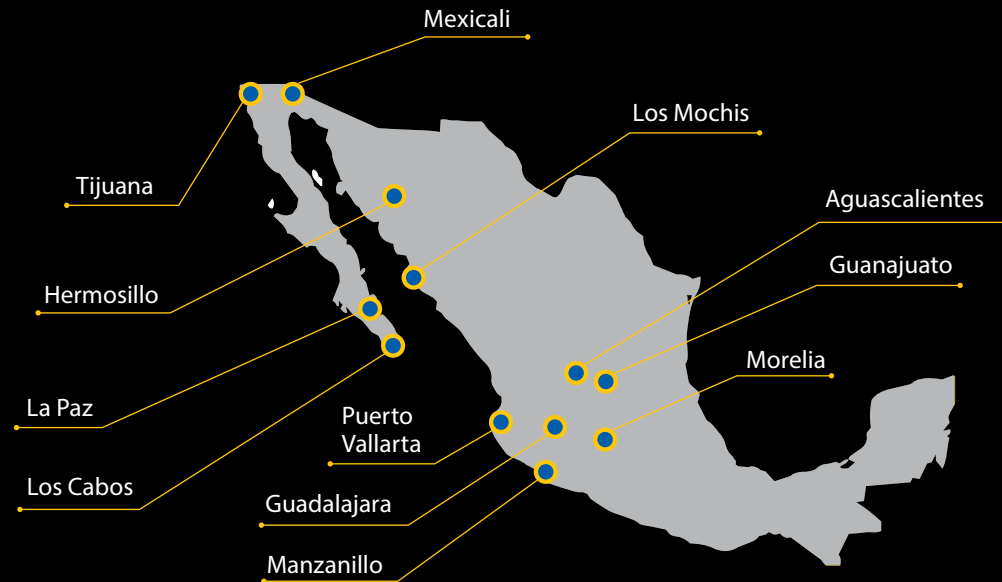 Mexicali
Los Mochis
Tijuana
Aguascalientes
Guanajuato
Hermosillo
Morelia
La Paz
Puerto
Vallarta
Los Cabos
Guadalajara
Manzanillo